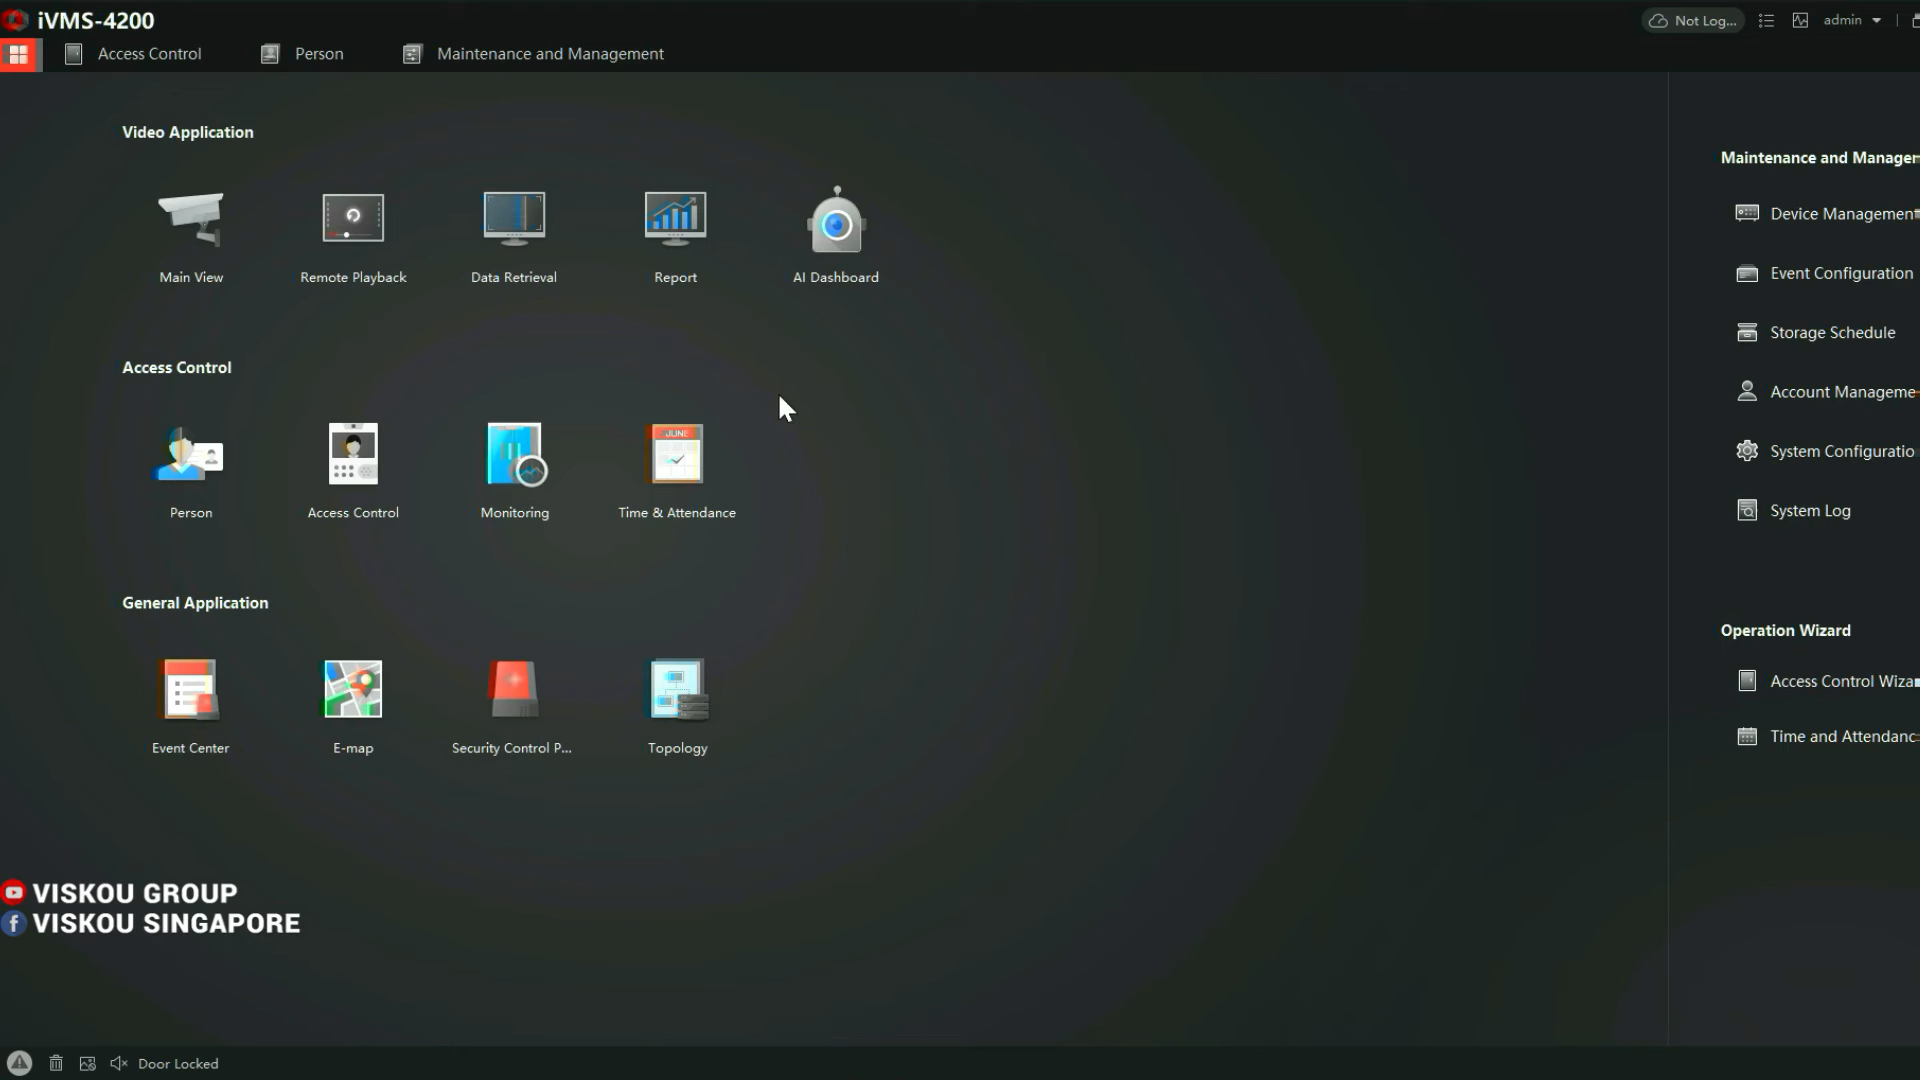 iVMS-4200
Not Log...
admin
Access Control
Person
Maintenance and Management
Video Application
Main View
Remote Playback
Data Retrieval
Report
AI Dashboard
Access Control
JUNE
Person
Access Control
Monitoring
Time & Attendance
General Application
Event Center
E-map
Security Control P...
Topology
Maintenance and Manager
Device Management
Event Configuration
Storage Schedule
Account Manageme
System Configuratio
System Log
Operation Wizard
Access Control Wiza
Time and Attendanc
VISKOU GROUP
VISKOU SINGAPORE
Door Locked